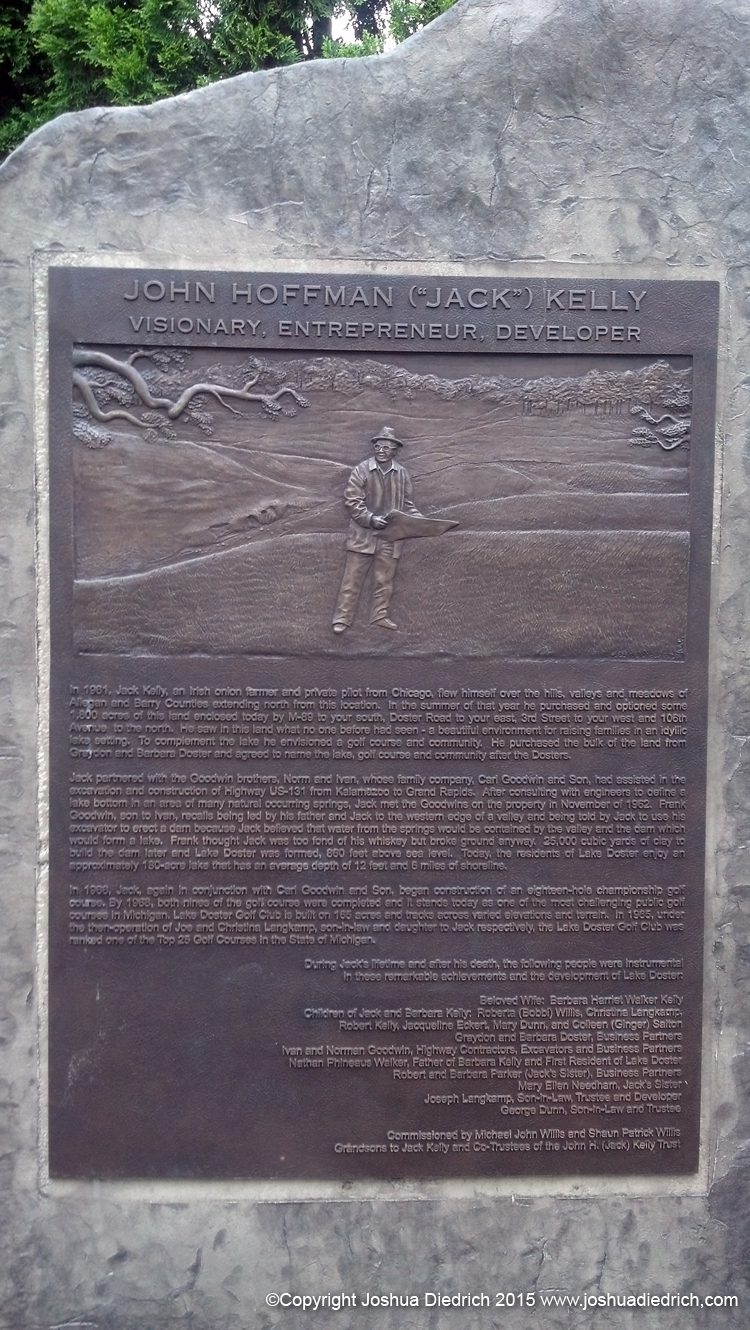 JOHN HOFFMAN ("JACK") KELLY
VISIONARY, ENTREPRENEUR, DEVELOPER
In 1961, Jack Kelly, an Irish onion farmer and private pilot from Chicago, flew himself over the hills, valleys and meadows of
Allegan and Barry Counties extending north from this location. In the summer of that year he purchased and optioned some
1,800 acres of this land enclosed today by M-89 to your south, Doster Road to your east, 3rd Street to your west and 106th
Avenue to the north. He saw in this land what no one before had seen - a beautiful environment for raising families in an idyllic
lake setting. To complement the lake he envisioned a golf course and community. He purchased the bulk of the land from
Graydon and Barbara Doster and agreed to name the lake, golf course and community after the Dosters.
Jack partnered with the Goodwin brothers, Norm and Ivan, whose family company, Carl Goodwin and Son, had assisted in the
excavation and construction of Highway US-131 from Kalamazoo to Grand Rapids. After consulting with engineers to define a
lake bottom in an area of many natural occurring springs, Jack met the Goodwins on the property in November of 1962. Frank
Goodwin, son to Ivan, recalls being led by his father and Jack to the western edge of a valley and being told by Jack to use his
excavator to erect a dam because Jack believed that water from the springs would be contained by the valley and the dam which
would form a lake. Frank thought Jack was too fond of his whiskey but broke ground anyway. 25,000 cubic yards of clay to
build the dam later and Lake Doster was formed, 860 feet above sea level. Today, the residents of Lake Doster enjoy an
approximately 130-acre lake that has an average depth of 12 feet and 6 miles of shoreline.
In 1966, Jack, again in conjunction with Carl Goodwin and Son, began construction of an eighteen-hole championship golf
course. By 1968, both nines of the golf course were completed and it stands today as one of the most challenging public golf
courses in Michigan. Lake Doster Golf Club is built on 165 acres and tracks across varied elevations and terrain. In 1985, under
the then-operation of Joe and Christina Langkamp, son-in-law and daughter to Jack respectively, the Lake Doster Golf Club was
ranked one of the Top 25 Golf Courses in the State of Michigan.
During Jack's lifetime and after his death, the following people were instrumental
in these remarkable achievements and the development of Lake Doster:
Beloved Wife: Barbara Harriet Walker Kelly
Children of Jack and Barbara Kelly: Roberta (Bobbi) Willis, Christina Langkamp,
Robert Kelly, Jacqueline Eckert, Mary Dunn, and Colleen (Ginger) Salton
Graydon and Barbara Doster, Business Partners
Ivan and Norman Goodwin, Highway Contractors, Excavators and Business Partners
Nathan Phineaus Walker, Father of Barbara Kelly and First Resident of Lake Doster
Robert and Barbara Parker (Jack's Sister), Business Partners
Mary Ellen Needham, Jack's Sister
Joseph Langkamp, Son-in-Law, Trustee and Developer
George Dunn, Son-in-Law and Trustee
Commissioned by Michael John Willis and Shaun Patrick Willis
Grandsons to Jack Kelly and Co-Trustees of the John H. (Jack) Kelly Trust
©Copyright Joshua Diedrich 2015 www.joshuadiedrich.com